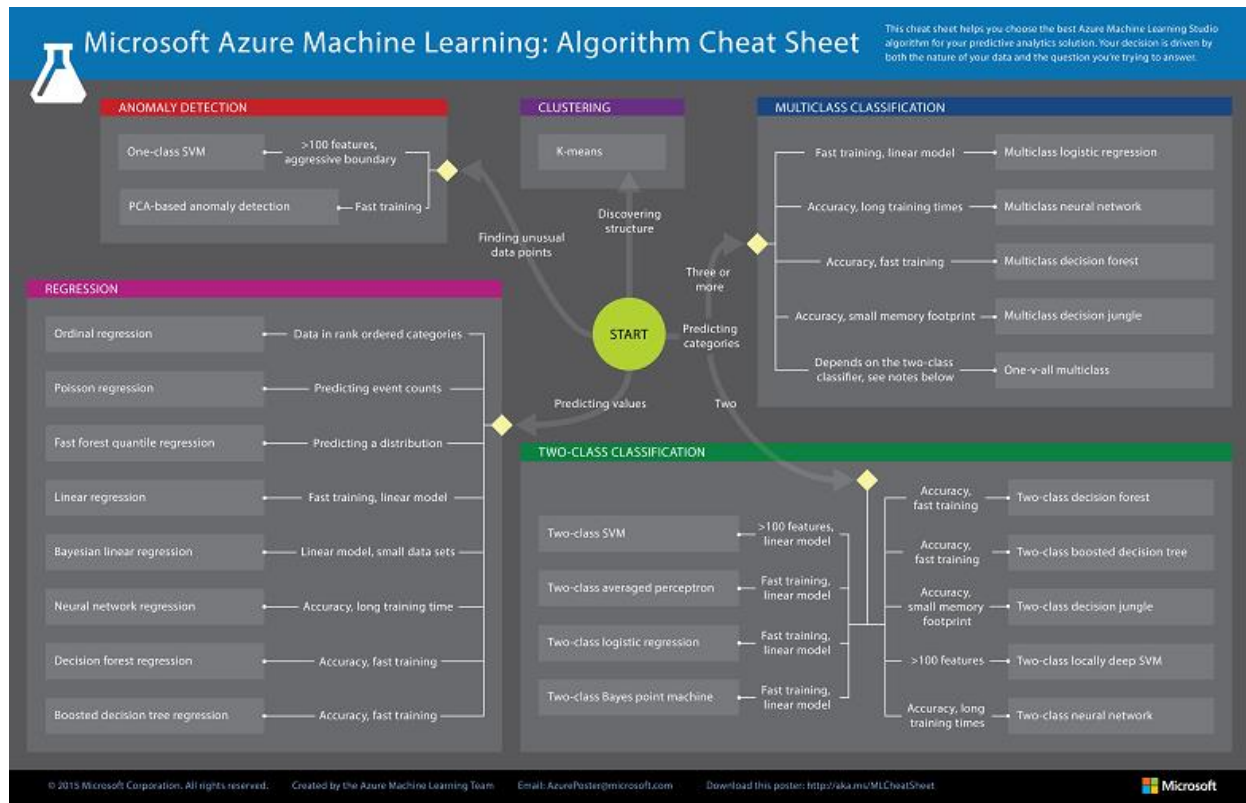 Microsoft Azure Machine Learning: Algorithm Cheat Sheet
This cheat sheet helps you choose the best Azure Machine Learning Studio
algorithm for your predictive analytics solution. Your decision is driven by
both the nature of your data and the question you're trying to answer.
ANOMALY DETECTION
One-class SVM
>100 features,
aggressive boundary
PCA-based anomaly detection
Fast training
Finding unusual
data points
CLUSTERING
K-means
Discovering
structure
MULTICLASS CLASSIFICATION
Fast training, linear model
Multiclass logistic regression
Accuracy, long training times
Multiclass neural network
Accuracy, fast training
Multiclass decision forest
Accuracy, small memory footprint
Multiclass decision jungle
Depends on the two-class
classifier, see notes below
One-v-all multiclass
Three or
more
START
Predicting
categories
Predicting values
Two
REGRESSION
Ordinal regression
Data in rank ordered categories
Poisson regression
Predicting event counts
Fast forest quantile regression
Predicting a distribution
Linear regression
Fast training, linear model
Bayesian linear regression
Linear model, small data sets
Neural network regression
Accuracy, long training time
Decision forest regression
Accuracy, fast training
Boosted decision tree regression
Accuracy, fast training
TWO-CLASS CLASSIFICATION
Two-class SVM
>100 features,
linear model
Two-class averaged perceptron
Fast training,
linear model
Two-class logistic regression
Fast training,
linear model
Two-class Bayes point machine
Fast training,
linear model
Accuracy,
fast training
Two-class decision forest
Accuracy,
fast training
Two-class boosted decision tree
Accuracy,
small memory
footprint
Two-class decision jungle
>100 features
Two-class locally deep SVM
Accuracy, long
training times
Two-class neural network
© 2015 Microsoft Corporation. All rights reserved.
Created by the Azure Machine Learning Team
Email: AzurePoster@microsoft.com
Download this poster: http://aka.ms/MLCheatSheet
Microsoft